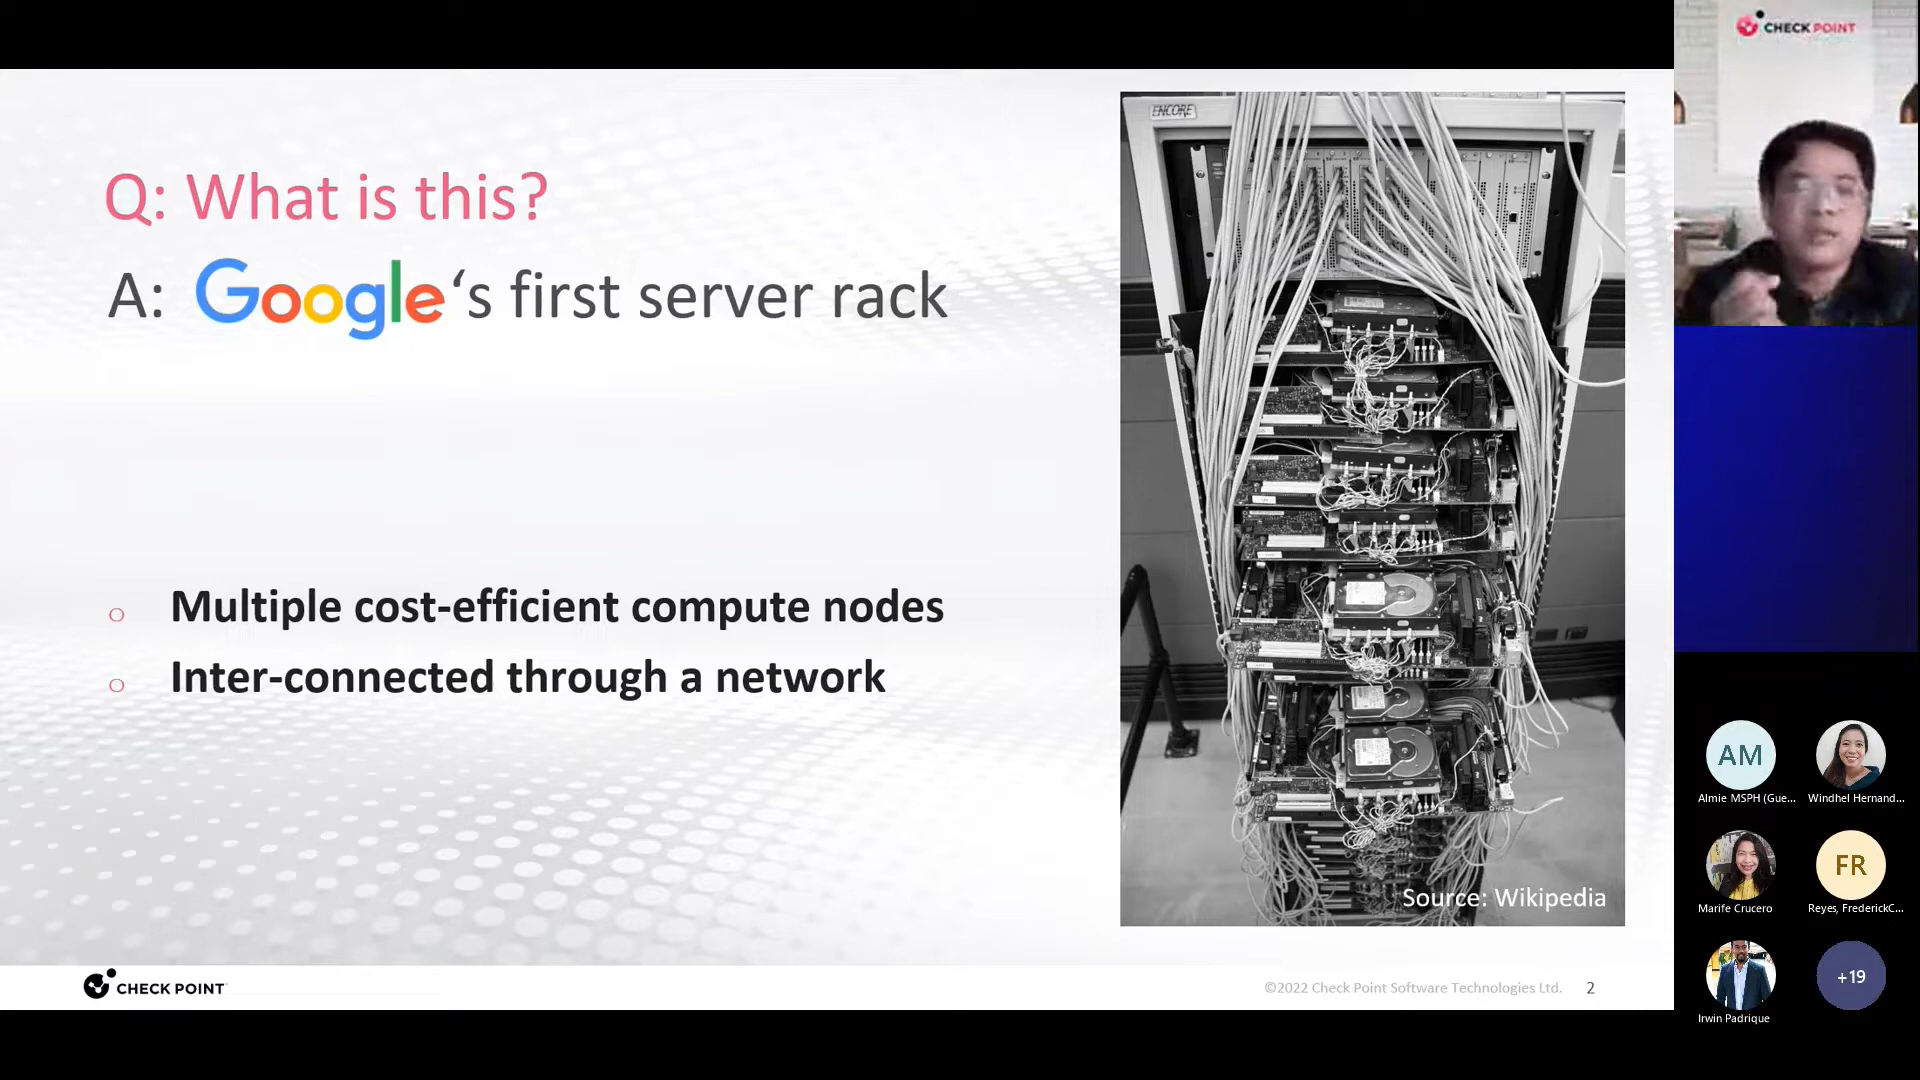 Q: What is this?
A: Google‘s first server rack
o Multiple cost-efficient compute nodes
o Inter-connected through a network
ENCORE
Source: Wikipedia
CHECK POINT
©2022 Check Point Software Technologies Ltd. 2
CHECK POINT
AM
Almie MSPH (Gue...
Windhel Hernand...
FR
Marife Crucero
Reyes, FrederickC...
+19
Irwin Padrique